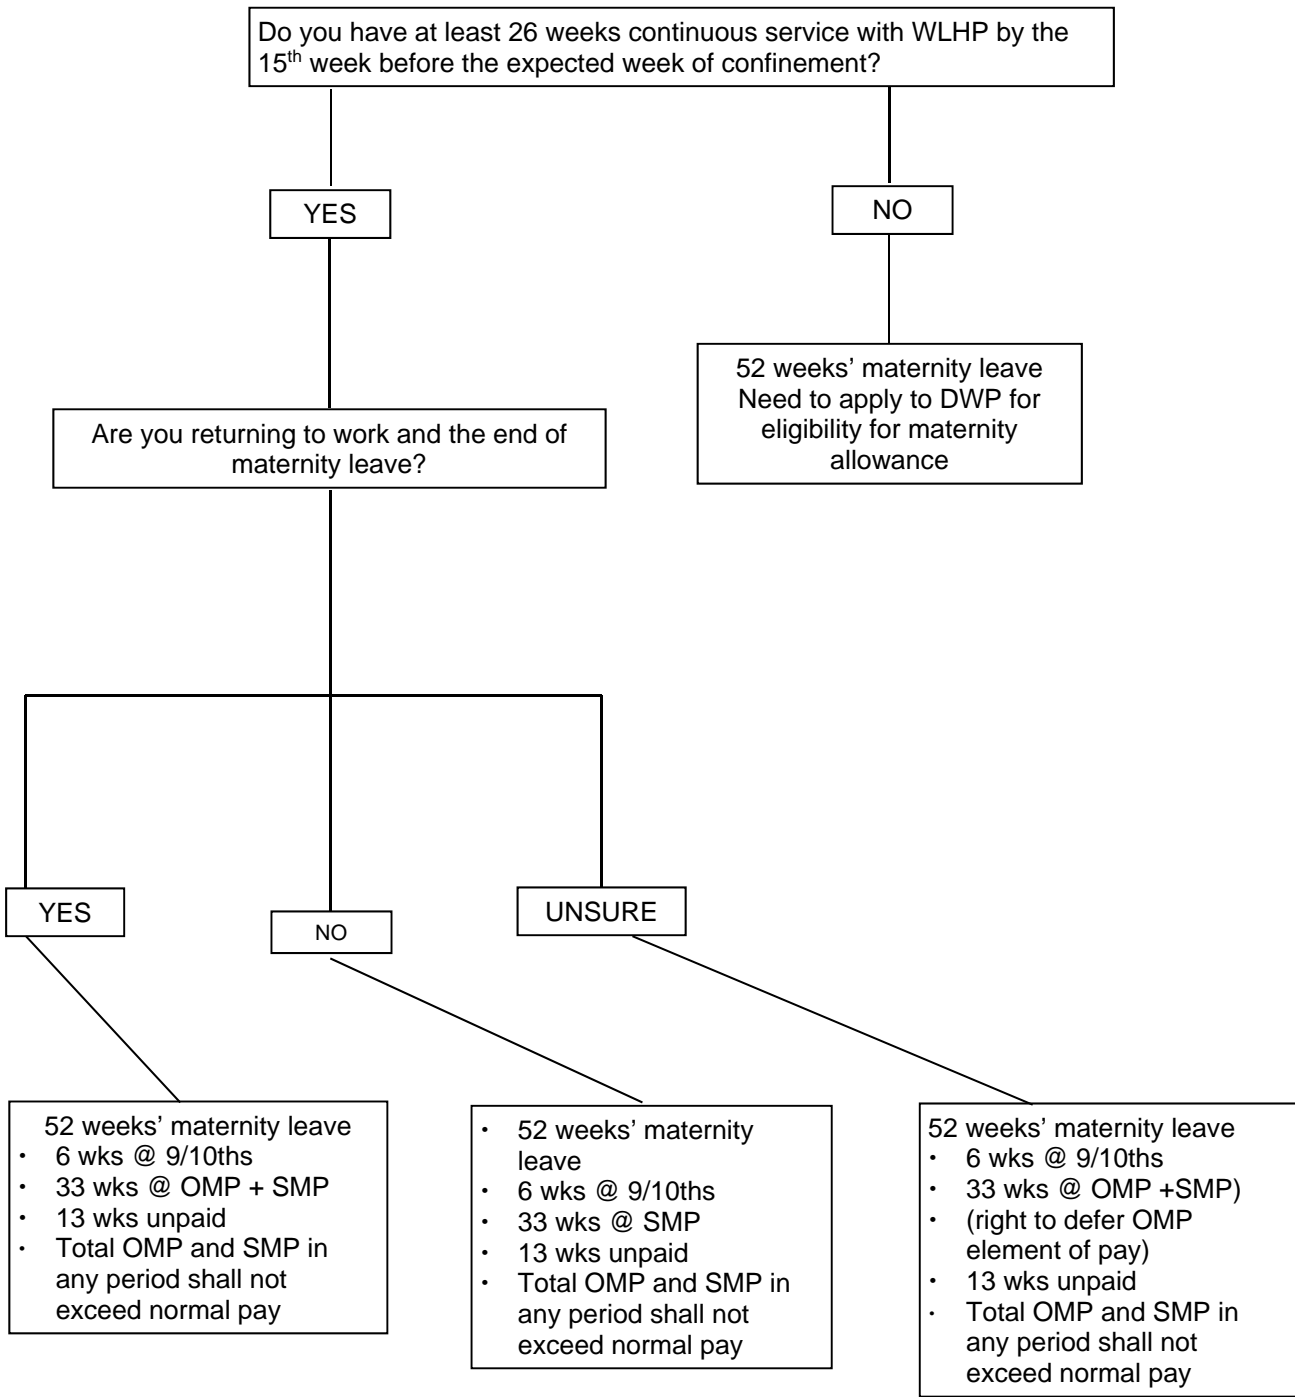 Do you have at least 26 weeks continuous service with WLHP by the
15th week before the expected week of confinement?
YES
NO
52 weeks’ maternity leave
Need to apply to DWP for
eligibility for maternity
allowance
Are you returning to work and the end of
maternity leave?
YES
NO
UNSURE
52 weeks’ maternity leave
· 6 wks @ 9/10ths
· 33 wks @ OMP + SMP
· 13 wks unpaid
· Total OMP and SMP in
any period shall not
exceed normal pay
· 52 weeks’ maternity
leave
· 6 wks @ 9/10ths
· 33 wks @ SMP
· 13 wks unpaid
· Total OMP and SMP in
any period shall not
exceed normal pay
52 weeks’ maternity leave
· 6 wks @ 9/10ths
· 33 wks @ OMP +SMP)
· (right to defer OMP
element of pay)
· 13 wks unpaid
· Total OMP and SMP in
any period shall not
exceed normal pay